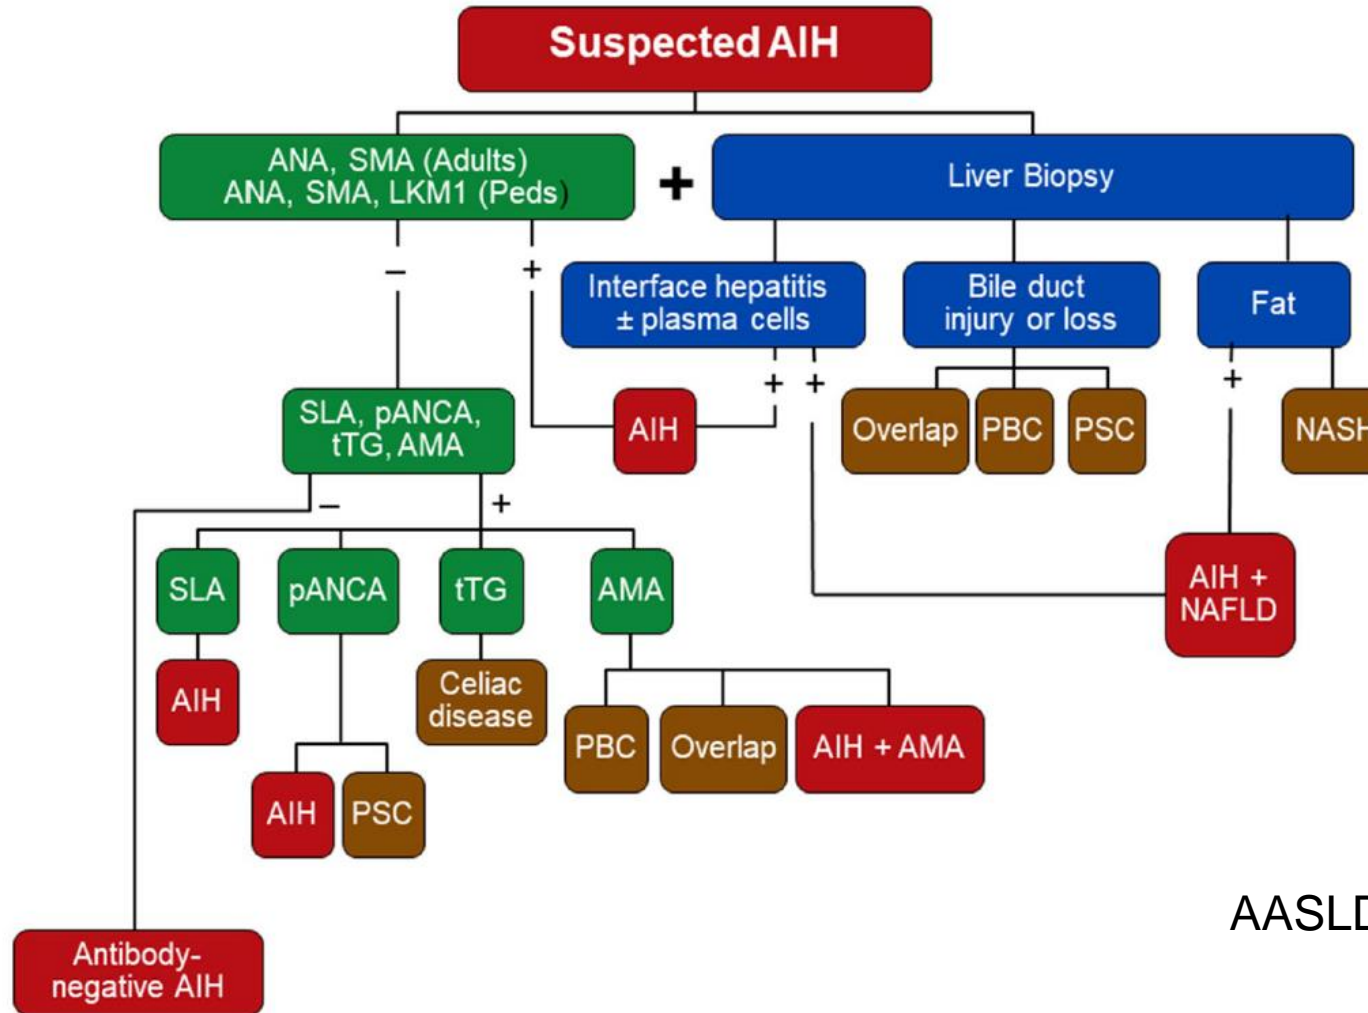 Suspected AIH
ANA, SMA (Adults)
ANA, SMA, LKM1 (Peds)
+
Liver Biopsy
−
+
Interface hepatitis
± plasma cells
Bile duct
injury or loss
Fat
+
+
+
SLA, pANCA,
tTG, AMA
AIH
Overlap
PBC
PSC
NASH
−
+
SLA
pANCA
tTG
AMA
AIH +
NAFLD
AIH
Celiac
disease
PBC
Overlap
AIH + AMA
AIH
PSC
AASLD
Antibody-
negative AIH